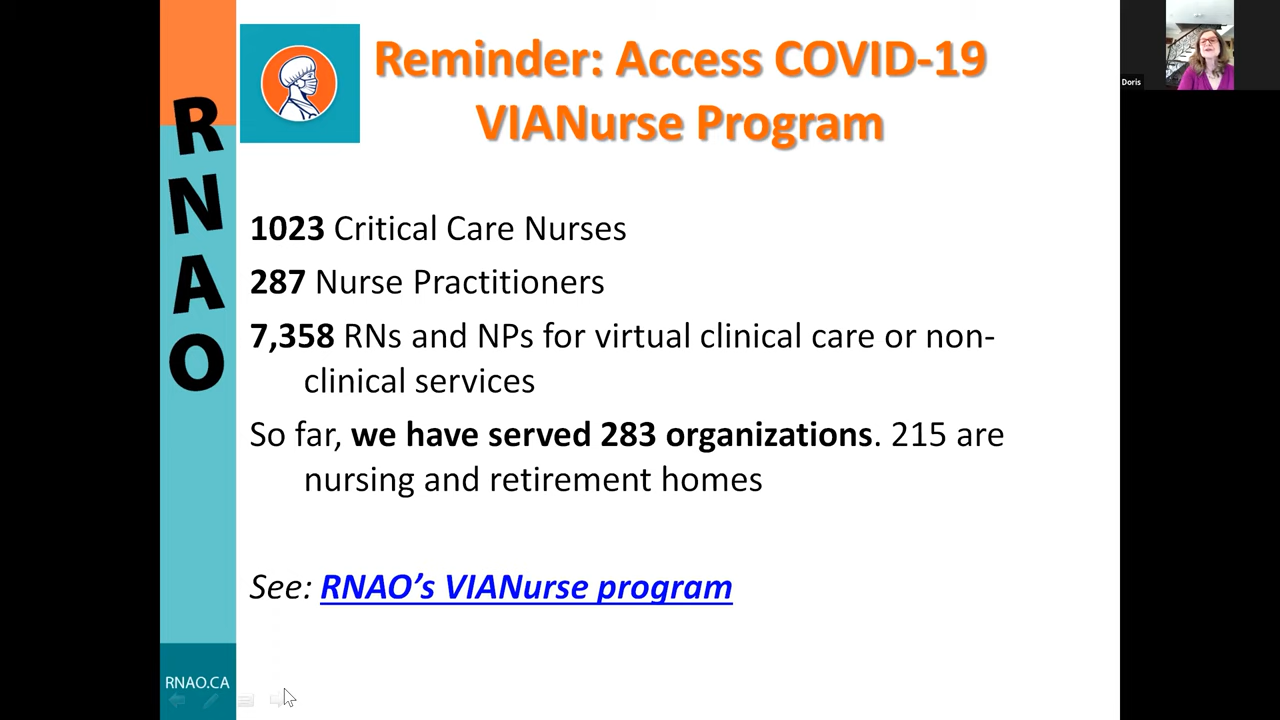 RNAO
Reminder: Access COVID-19
VIANurse Program
Doris
1023 Critical Care Nurses
287 Nurse Practitioners
7,358 RNs and NPs for virtual clinical care or non-
clinical services
So far, we have served 283 organizations. 215 are
nursing and retirement homes
See: RNAO’s VIANurse program
RNAO.CA